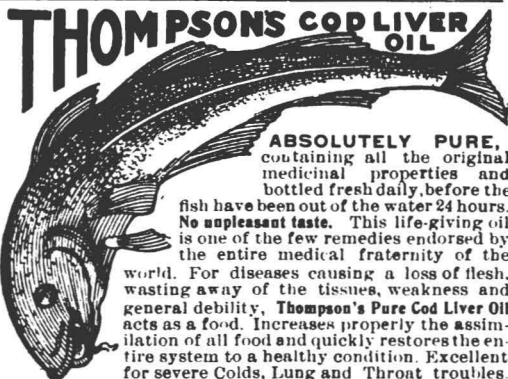 THOMPSON'S COD LIVER
OIL
ABSOLUTELY PURE,
containing all the original
medicinal properties and
bottled fresh daily, before the
fish have been out of the water 24 hours.
No unpleasant taste. This life-giving oil
is one of the few remedies endorsed by
the entire medical fraternity of the
world. For diseases causing a loss of flesh,
wasting away of the tissues, weakness and
general debility, Thompson's Pure Cod Liver Oil
acts as a food. Increases properly the assim-
ilation of all food and quickly restores the en-
tire system to a healthy condition. Excellent
for severe Colds, Lung and Throat troubles.